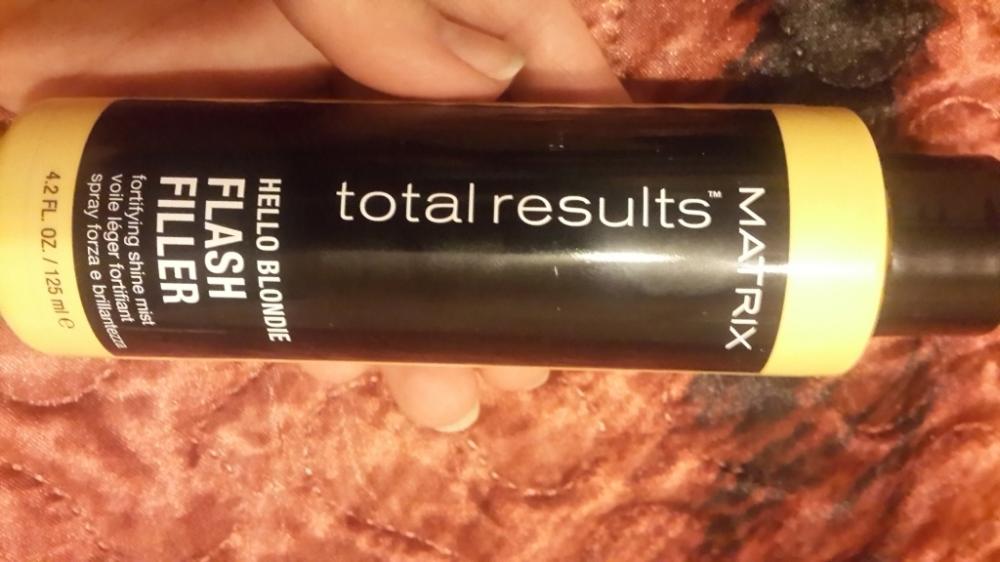 MATRIX
total results™
HELLO BLONDIE
FLASH
FILLER
fortifying shine mist
voile léger fortifiant
spray forza e brillantezza
4.2 FL. OZ. / 125 ml ℮